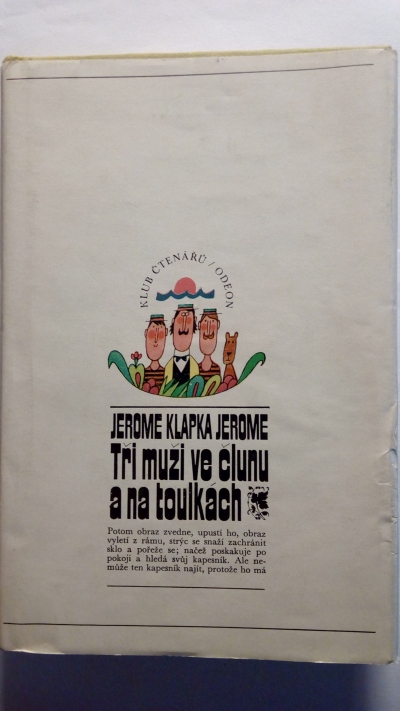 KLUB ČTENÁŘŮ / ODEON
JEROME KLAPKA JEROME
Tři muži ve člunu
a na toulkách
Potom obraz zvedne, upustí ho, obraz
vyletí z rámu, strýc se snaží zachránit
sklo a pořeže se; načež poskakuje po
pokoji a hledá svůj kapesník. Ale ne-
může ten kapesník najít, protože ho má